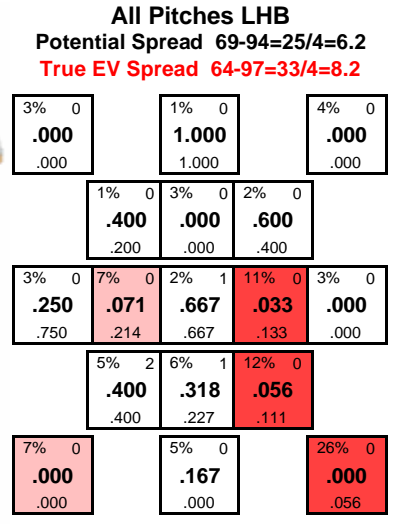 All Pitches LHB
Potential Spread 69-94=25/4=6.2
True EV Spread 64-97=33/4=8.2
3% 0 1% 0 4% 0
.000 1.000 .000
.000 1.000 .000
1% 0 3% 0 2% 0
.400 .000 .600
.200 .000 .400
3% 0 7% 0 2% 1 11% 0 3% 0
.250 .071 .667 .033 .000
.750 .214 .667 .133 .000
5% 2 6% 1 12% 0
.400 .318 .056
.400 .227 .111
7% 0 5% 0 26% 0
.000 .167 .000
.000 .000 .056